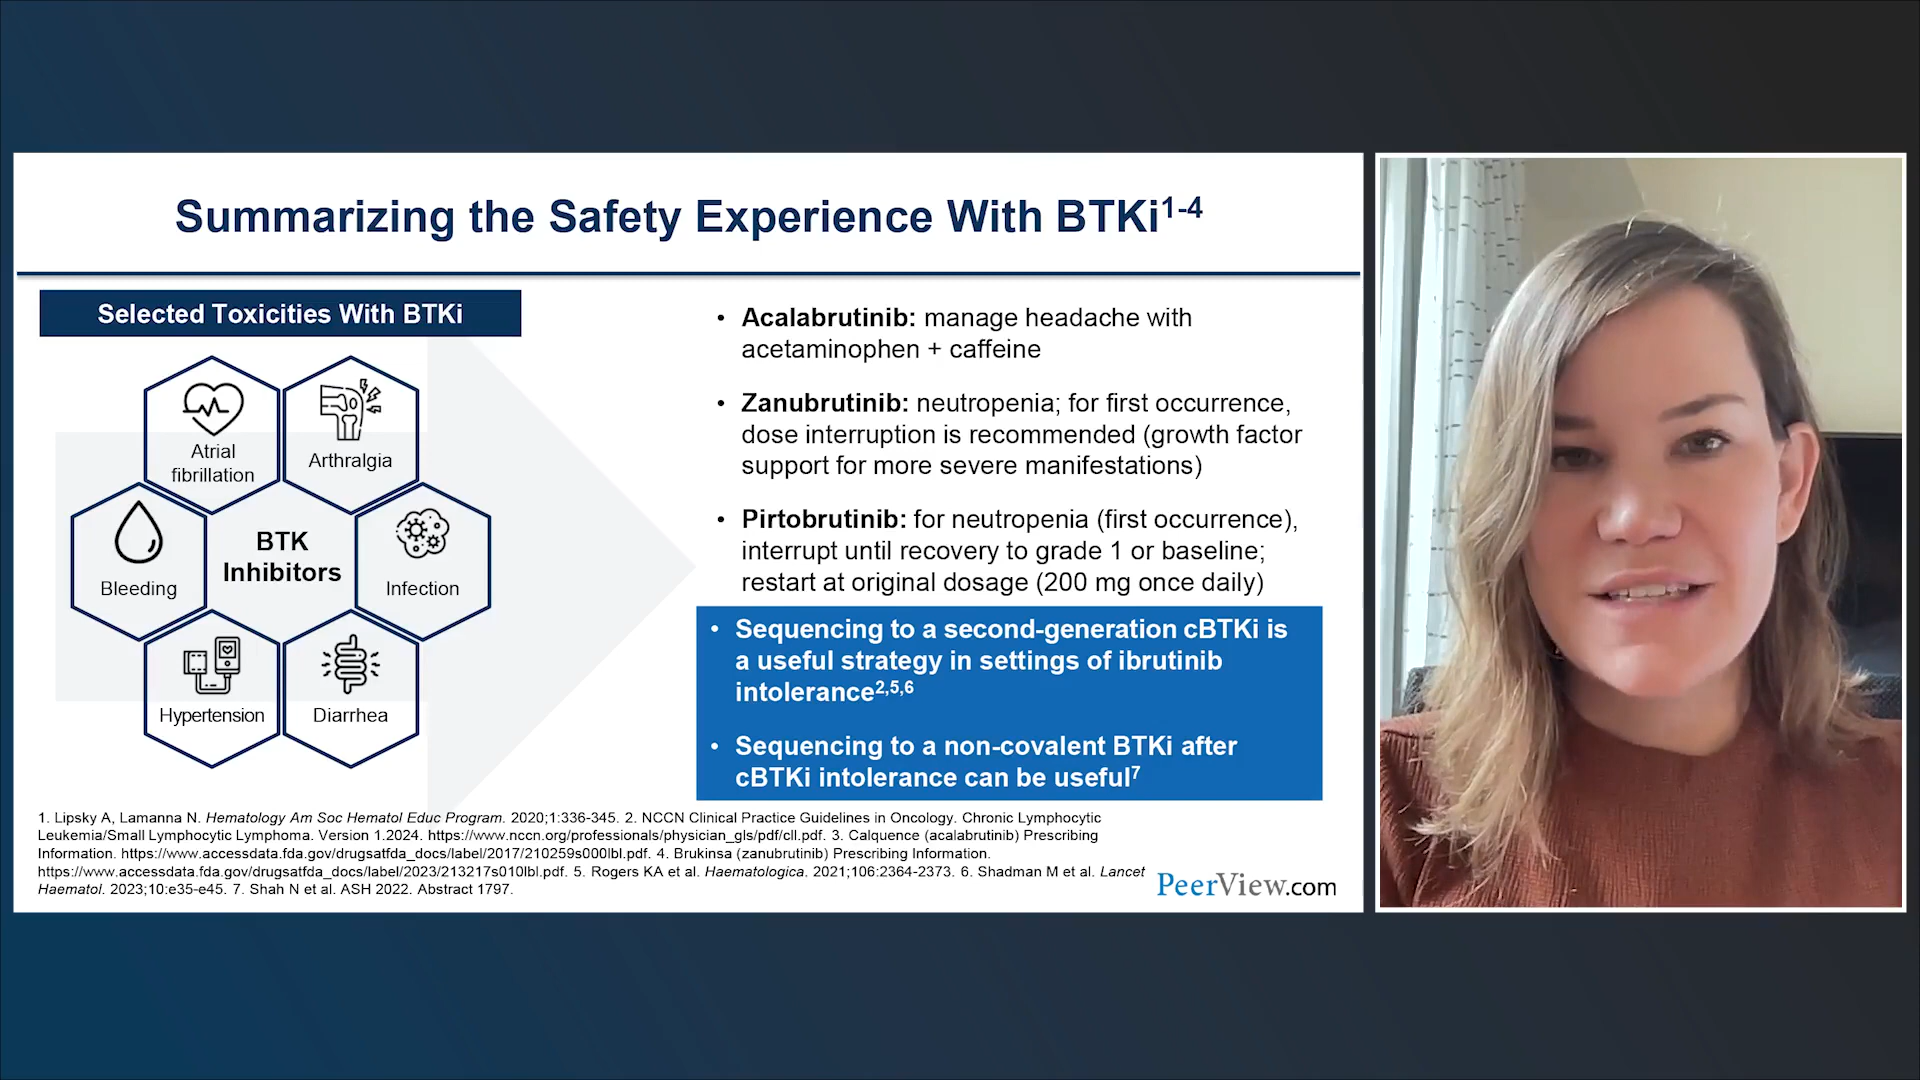 Summarizing the Safety Experience With BTKi1-4
Selected Toxicities With BTKi
Atrial
fibrillation
Arthralgia
Bleeding
BTK
Inhibitors
Infection
Hypertension
Diarrhea
• Acalabrutinib: manage headache with
acetaminophen + caffeine
• Zanubrutinib: neutropenia; for first occurrence,
dose interruption is recommended (growth factor
support for more severe manifestations)
• Pirtobrutinib: for neutropenia (first occurrence),
interrupt until recovery to grade 1 or baseline;
restart at original dosage (200 mg once daily)
• Sequencing to a second-generation cBTKi is
a useful strategy in settings of ibrutinib
intolerance2,5,6
• Sequencing to a non-covalent BTKi after
cBTKi intolerance can be useful7
1. Lipsky A, Lamanna N. Hematology Am Soc Hematol Educ Program. 2020;1:336-345. 2. NCCN Clinical Practice Guidelines in Oncology. Chronic Lymphocytic
Leukemia/Small Lymphocytic Lymphoma. Version 1.2024. https://www.nccn.org/professionals/physician_gls/pdf/cll.pdf. 3. Calquence (acalabrutinib) Prescribing
Information. https://www.accessdata.fda.gov/drugsatfda_docs/label/2017/210259s000lbl.pdf. 4. Brukinsa (zanubrutinib) Prescribing Information.
https://www.accessdata.fda.gov/drugsatfda_docs/label/2023/213217s010lbl.pdf. 5. Rogers KA et al. Haematologica. 2021;106:2364-2373. 6. Shadman M et al. Lancet
Haematol. 2023;10:e35-e45. 7. Shah N et al. ASH 2022. Abstract 1797.
PeerView.com